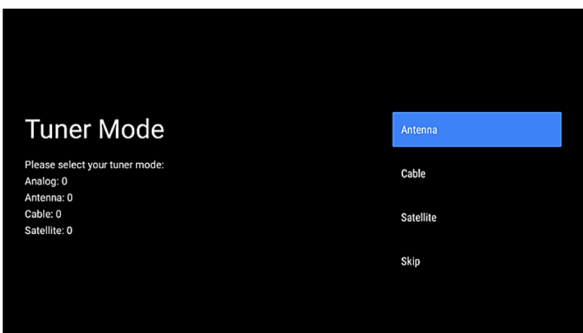 Tuner Mode
Please select your tuner mode:
Analog: 0
Antenna: 0
Cable: 0
Satellite: 0
Antenna
Cable
Satellite
Skip